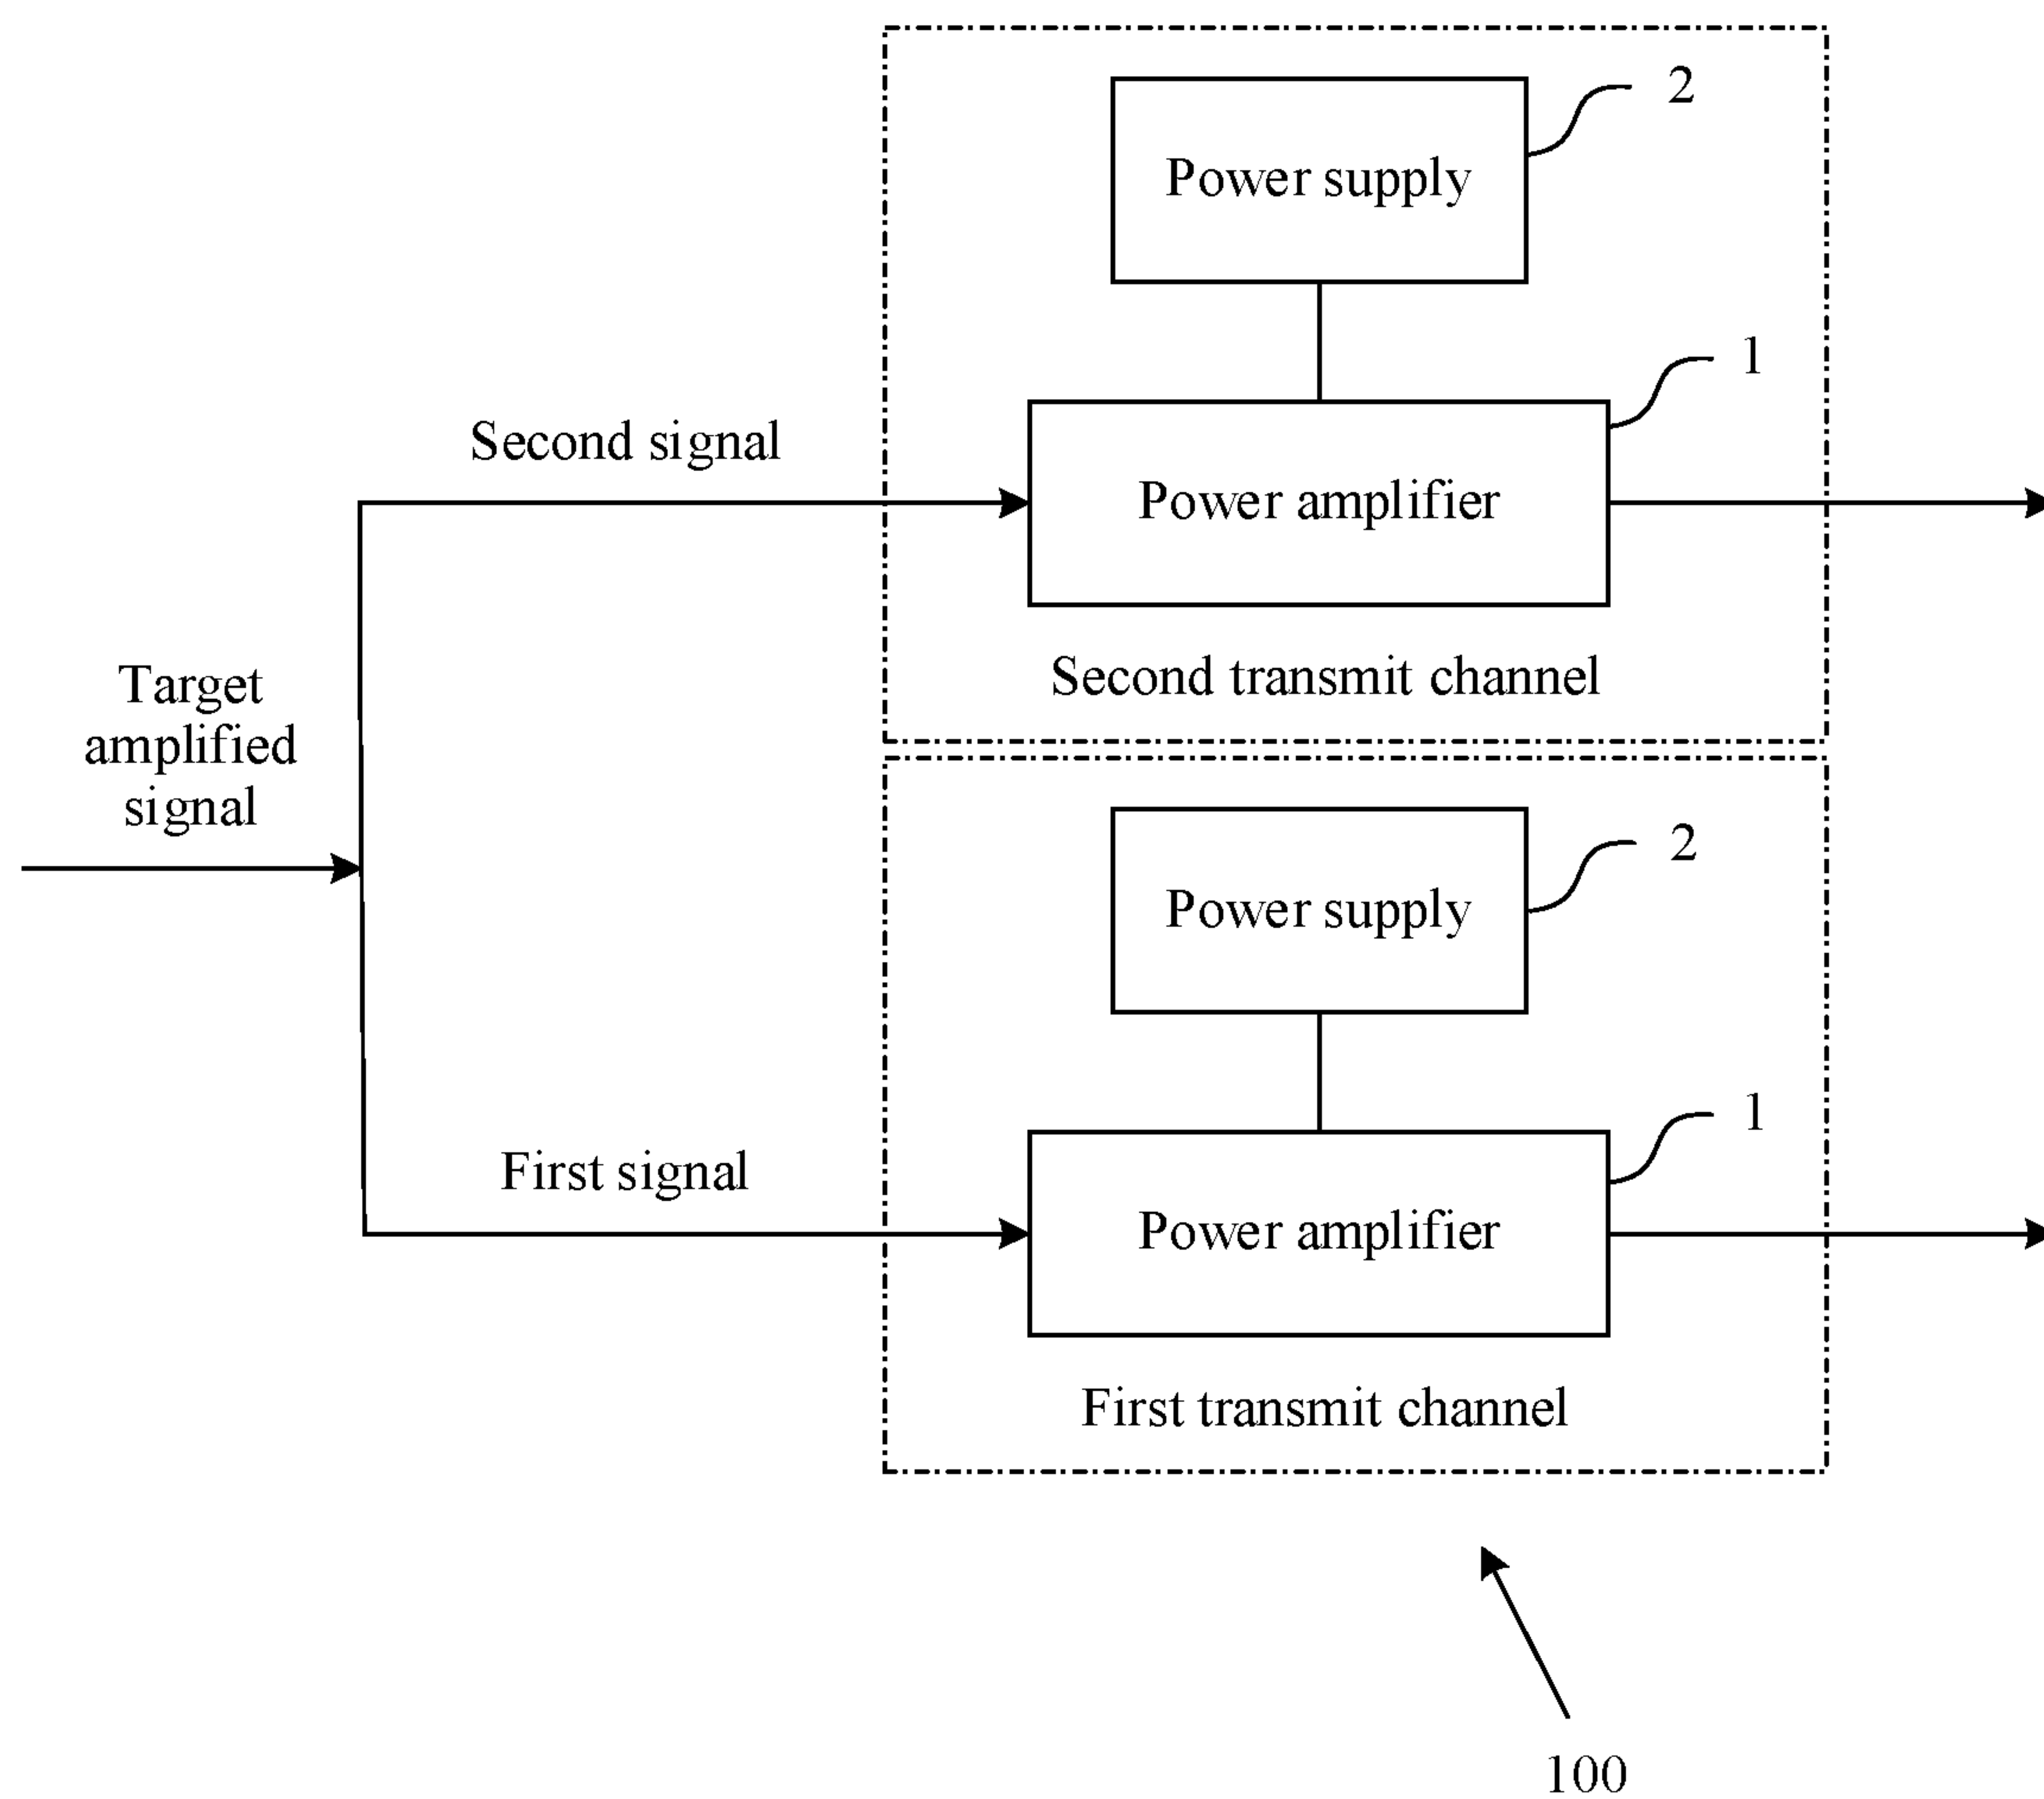 2
Power supply
1
Second signal
Power amplifier
Second transmit channel
Target
amplified
signal
2
Power supply
1
First signal
Power amplifier
First transmit channel
100